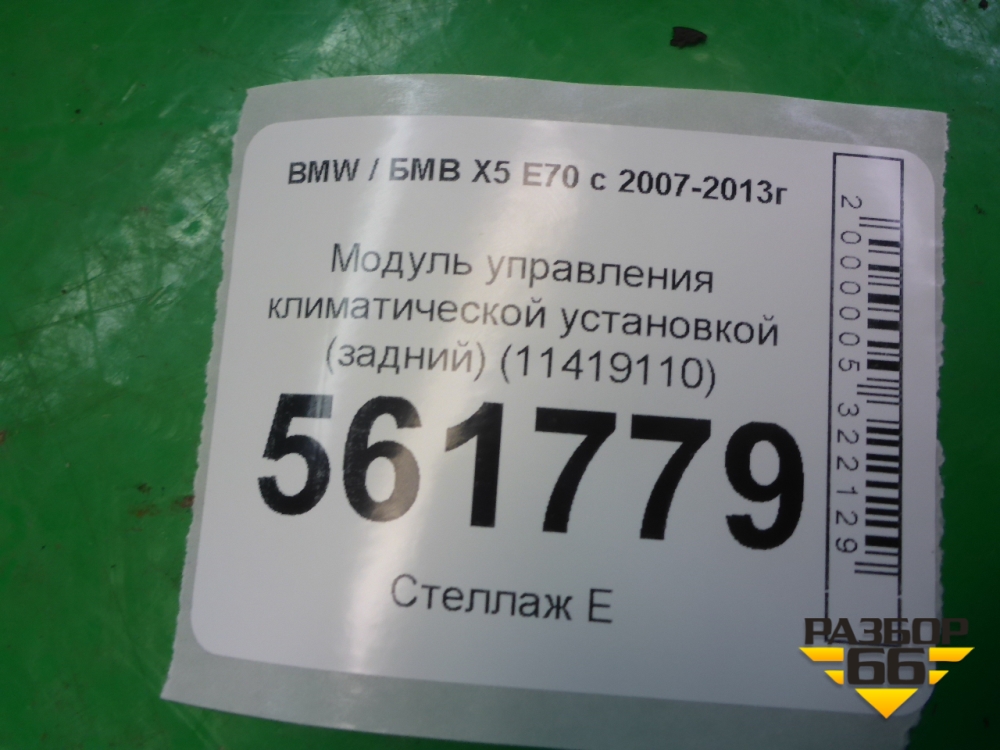 BMW / БМВ X5 E70 с 2007-2013г
Модуль управления
климатической установкой
(задний) (11419110)
561779
Стеллаж Е
2000005322129
РАЗБОР
66